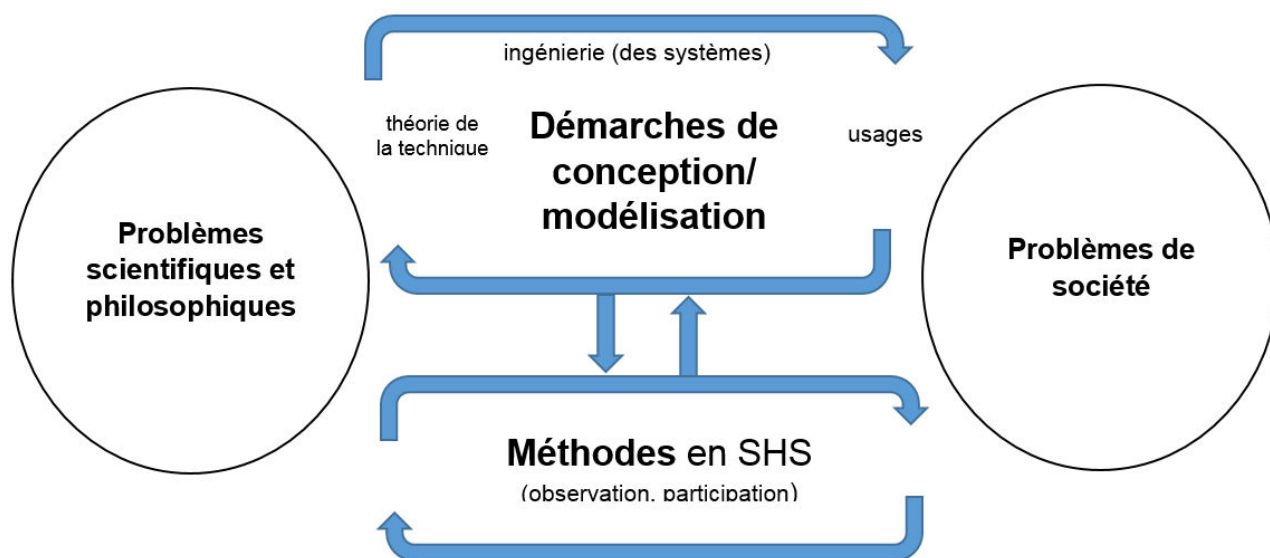 ingénierie (des systèmes)
théorie de
la technique
Démarches de
conception/
modélisation
usages
Problèmes
scientifiques et
philosophiques
Problèmes de
société
Méthodes en SHS
(observation, participation)